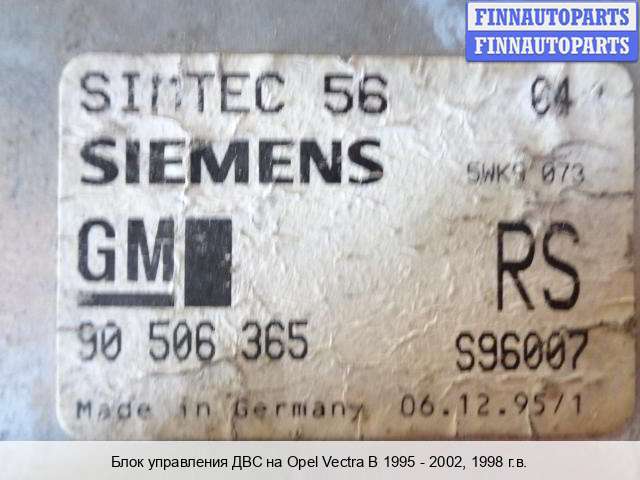 FINNAUTOPARTS
FINNAUTOPARTS
SIMTEC 56 04
SIEMENS 5WK9 073
GM RS
90 506 365 S96007
Made in Germany 06.12.95/1
Блок управления ДВС на Opel Vectra B 1995 - 2002, 1998 г.в.